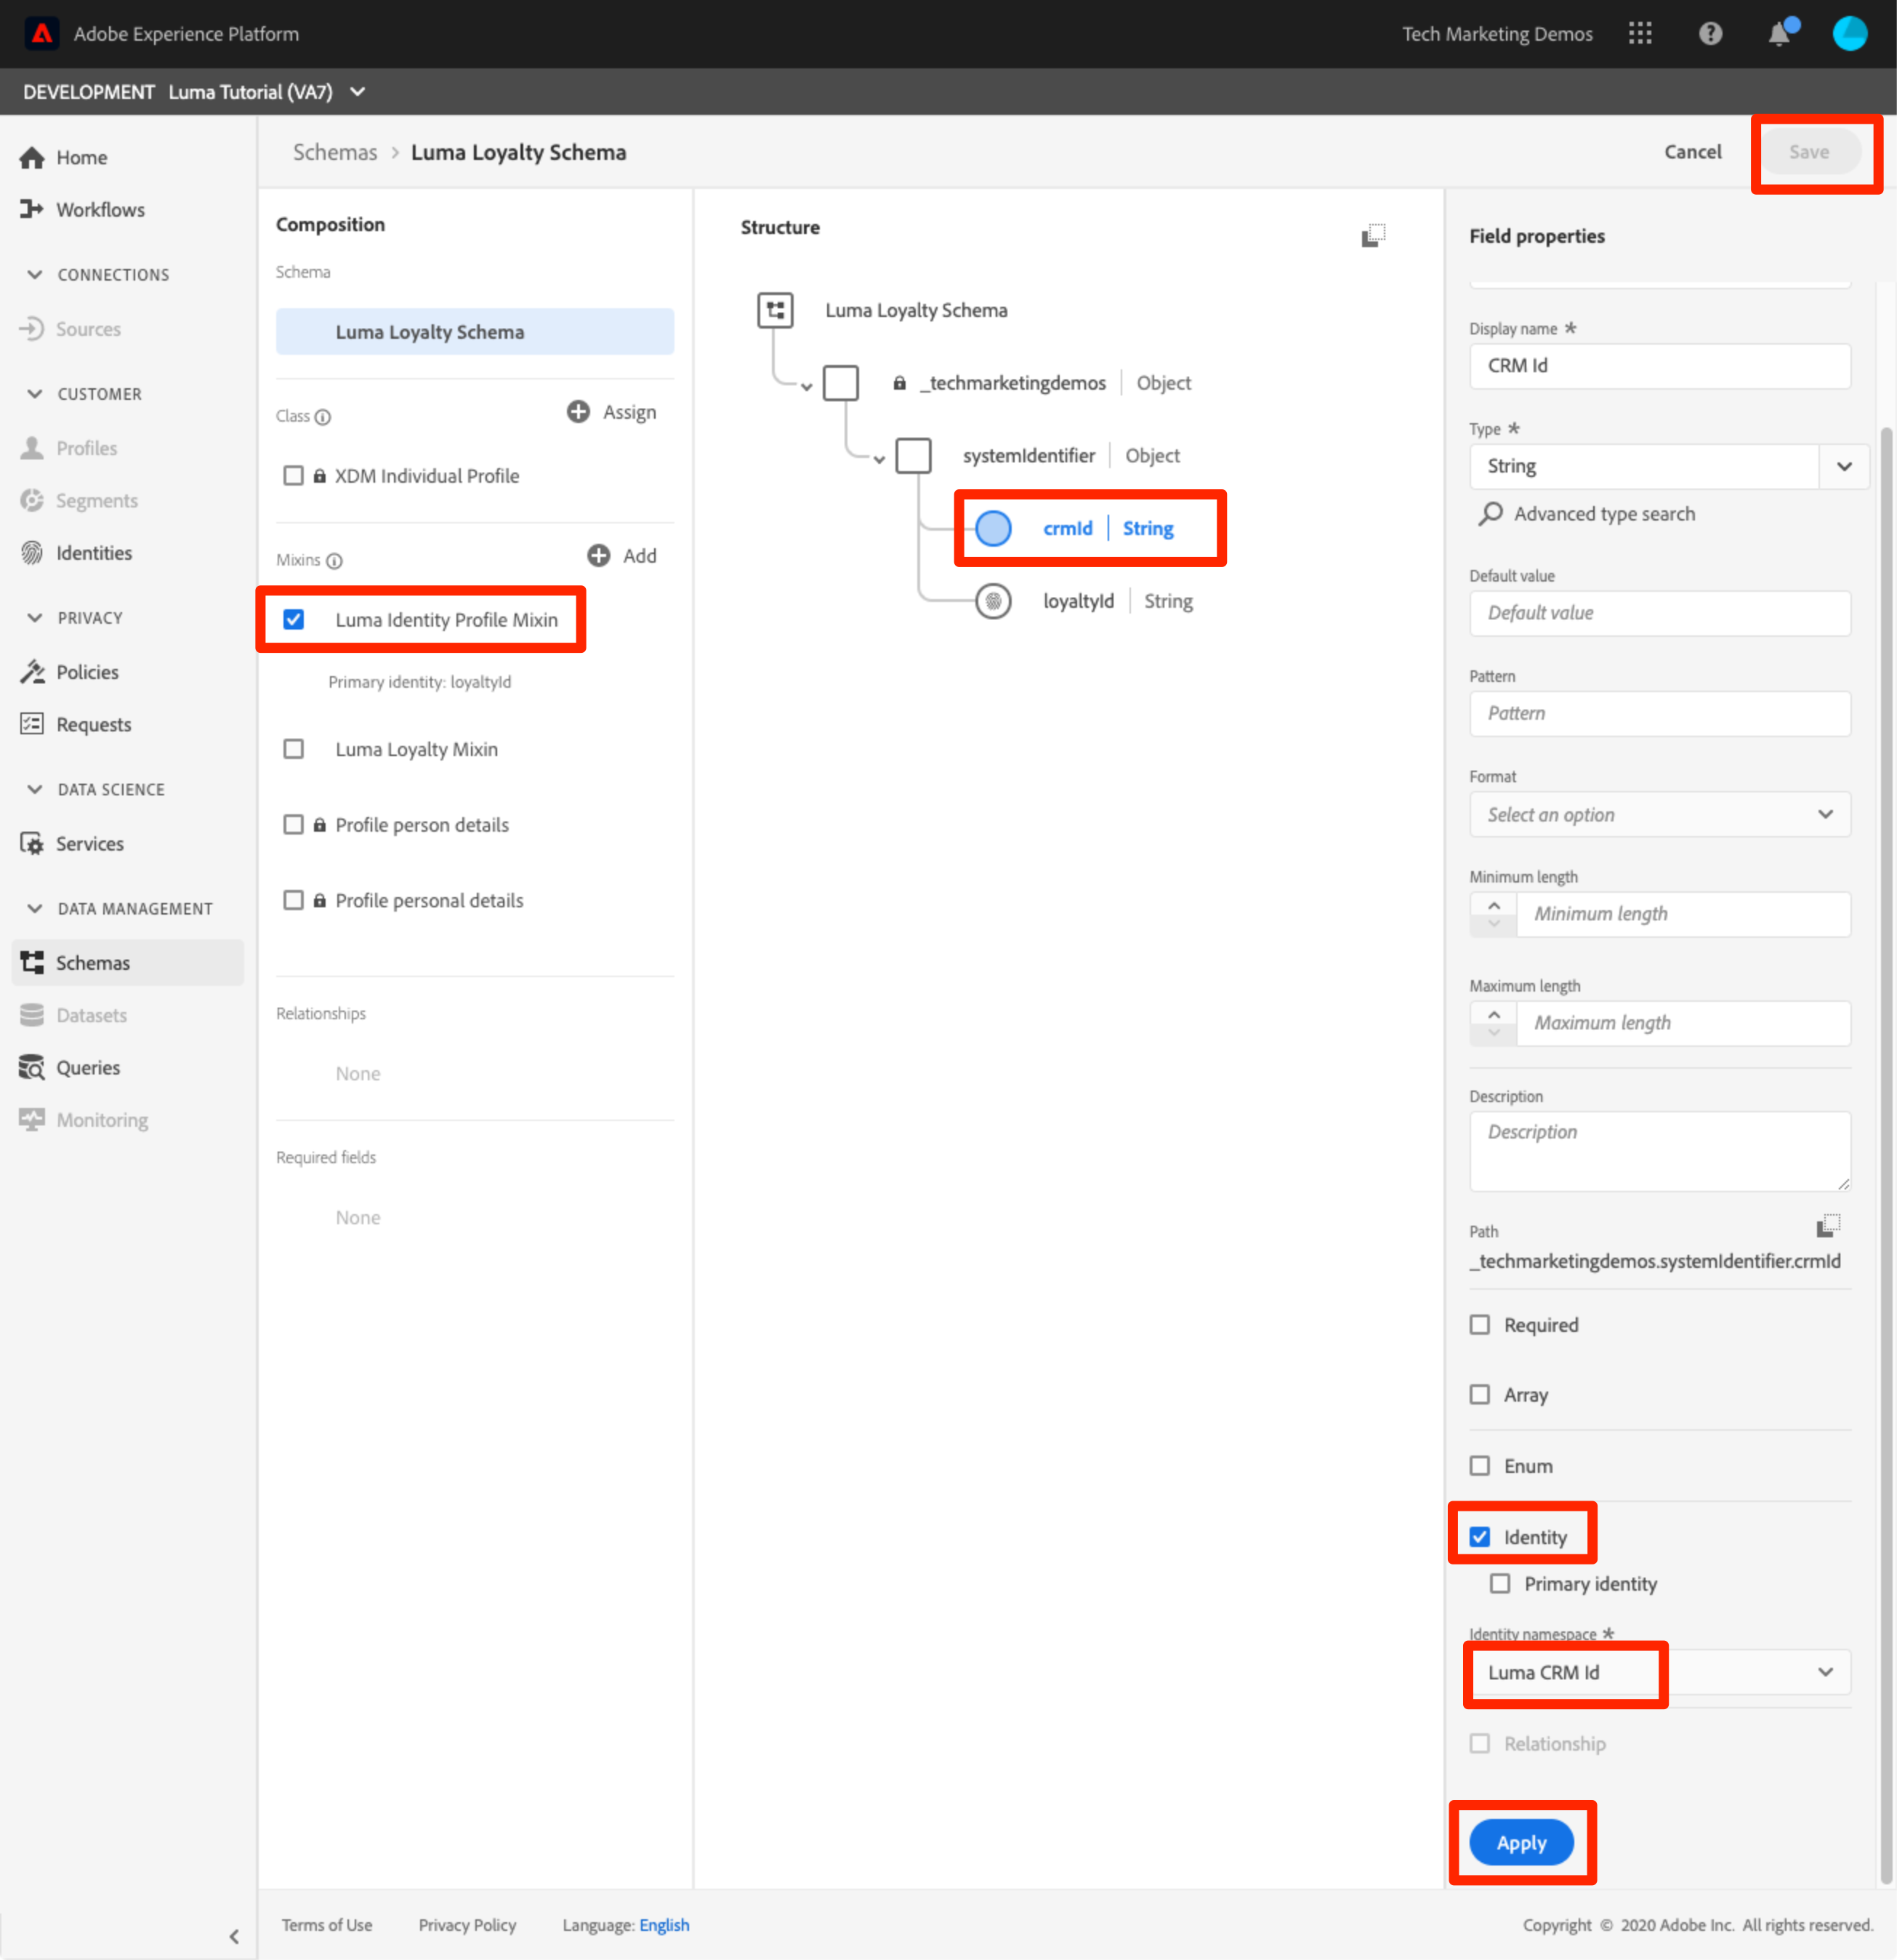 Adobe Experience Platform
Tech Marketing Demos
DEVELOPMENT Luma Tutorial (VA7)
Home
Workflows
CONNECTIONS
Sources
CUSTOMER
Profiles
Segments
Identities
PRIVACY
Policies
Requests
DATA SCIENCE
Services
DATA MANAGEMENT
Schemas
Datasets
Queries
Monitoring
Schemas > Luma Loyalty Schema
Cancel
Save
Composition
Schema
Luma Loyalty Schema
Class
Assign
XDM Individual Profile
Mixins
Add
Luma Identity Profile Mixin
Primary identity: loyaltyId
Luma Loyalty Mixin
Profile person details
Profile personal details
Relationships
None
Required fields
None
Structure
Luma Loyalty Schema
_techmarketingdemos | Object
systemIdentifier | Object
crmId | String
loyaltyId | String
Field properties
Display name *
CRM Id
Type *
String
Advanced type search
Default value
Default value
Pattern
Pattern
Format
Select an option
Minimum length
Minimum length
Maximum length
Maximum length
Description
Description
Path
_techmarketingdemos.systemIdentifier.crmId
Required
Array
Enum
Identity
Primary identity
Identity namespace *
Luma CRM Id
Relationship
Apply
Terms of Use Privacy Policy Language: English
Copyright © 2020 Adobe Inc. All rights reserved.